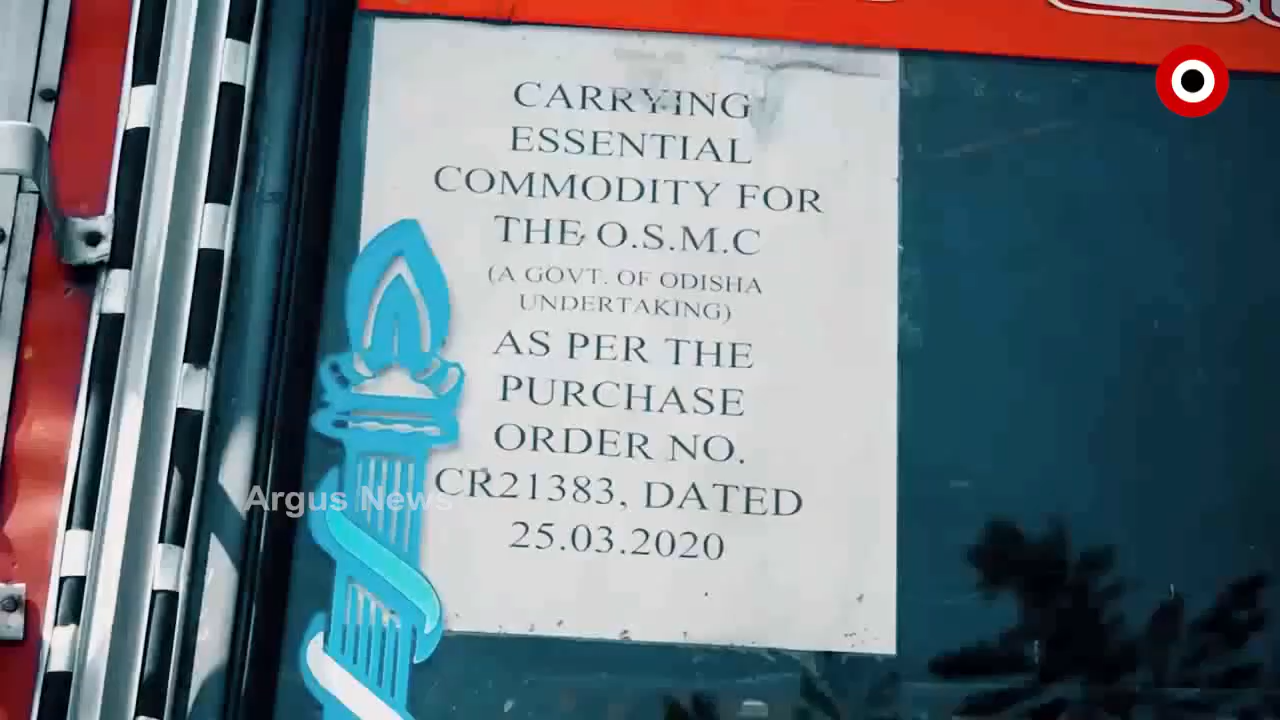 CARRYING
ESSENTIAL
COMMODITY FOR
THE O.S.M.C
(A GOVT. OF ODISHA
UNDERTAKING)
AS PER THE
PURCHASE
ORDER NO.
CR21383, DATED
25.03.2020
Argus News